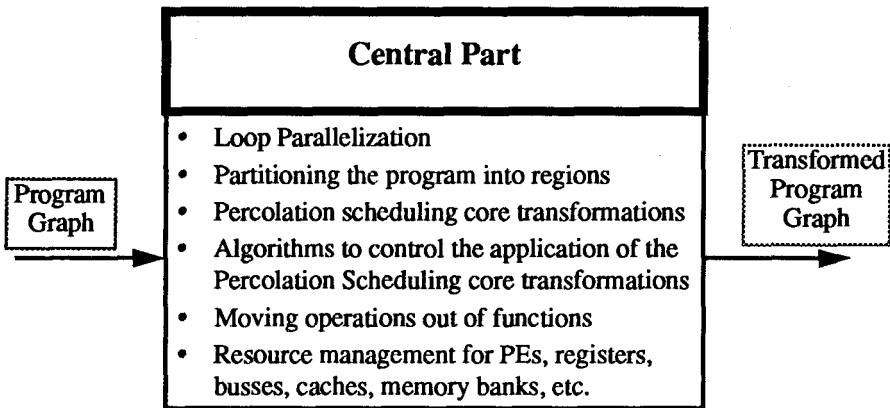 Central Part
• Loop Parallelization
• Partitioning the program into regions
• Percolation scheduling core transformations
• Algorithms to control the application of the
Percolation Scheduling core transformations
• Moving operations out of functions
• Resource management for PEs, registers,
busses, caches, memory banks, etc.
Program
Graph
Transformed
Program
Graph